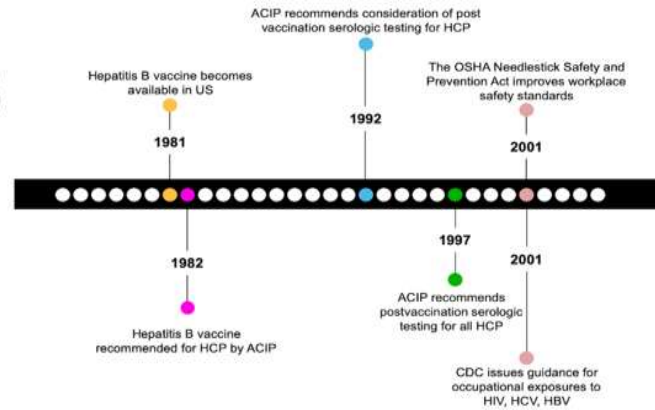 ACIP recommends consideration of post
vaccination serologic testing for HCP
Hepatitis B vaccine becomes
available in US
The OSHA Needlestick Safety and
Prevention Act improves workplace
safety standards
1981
1992
2001
1982
1997
2001
Hepatitis B vaccine
recommended for HCP by ACIP
ACIP recommends
postvaccination serologic
testing for all HCP
CDC issues guidance for
occupational exposures to
HIV, HCV, HBV